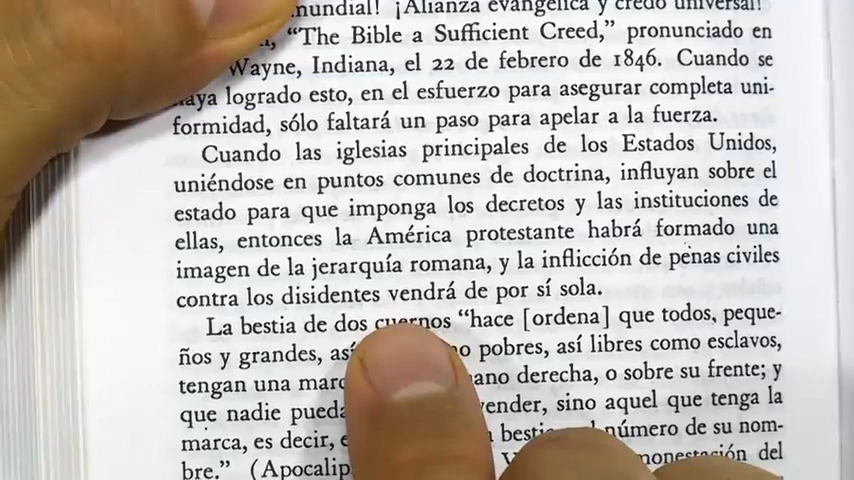 mundial! ¡Alianza evangélica y credo universal!
“The Bible a Sufficient Creed,” pronunciado en
Wayne, Indiana, el 22 de febrero de 1846. Cuando se
haya logrado esto, en el esfuerzo para asegurar completa uni-
formidad, sólo faltará un paso para apelar a la fuerza.
Cuando las iglesias principales de los Estados Unidos,
uniéndose en puntos comunes de doctrina, influyan sobre el
estado para que imponga los decretos y las instituciones de
ellas, entonces la América protestante habrá formado una
imagen de la jerarquía romana, y la inflicción de penas civiles
contra los disidentes vendrá de por sí sola.
La bestia de dos cuernos “hace [ordena] que todos, peque-
ños y grandes, así pobres, así libres como esclavos,
tengan una derecha, o sobre su frente; y
que nadie pueda vender, sino aquel que tenga la
marca, es decir, bestia el número de su nom-
bre.” (Apocalip monestación del